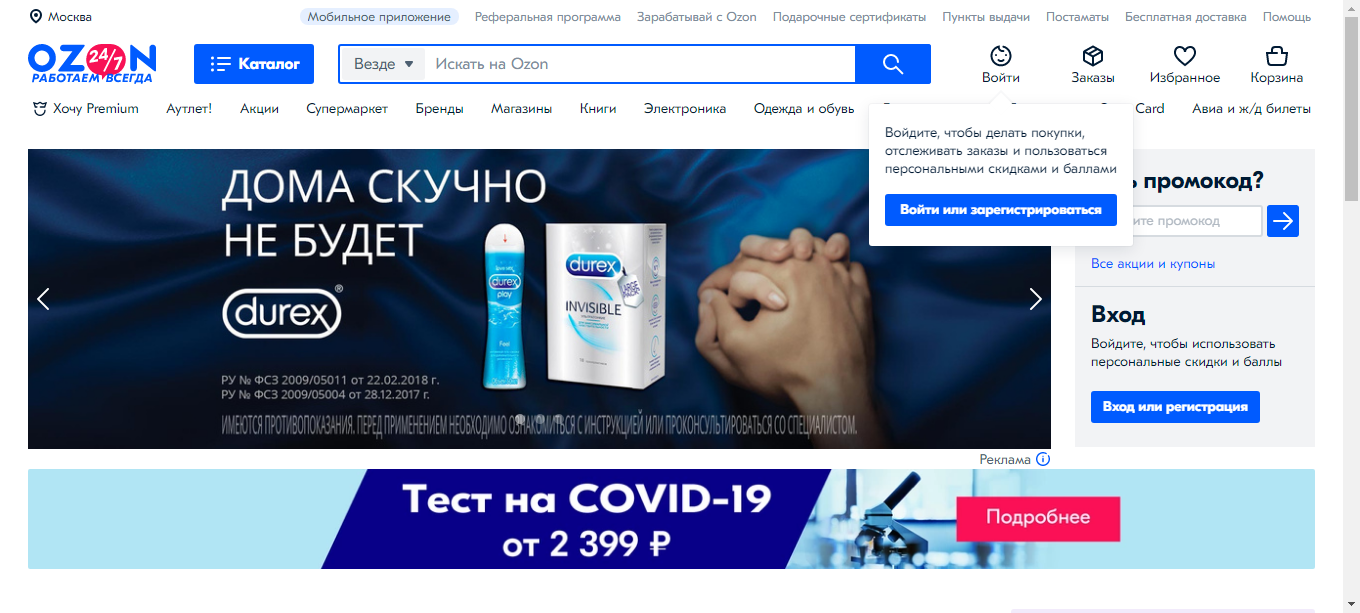 Москва
Мобильное приложение Реферальная программа Зарабатывай с Ozon Подарочные сертификаты Пункты выдачи Постаматы Бесплатная доставка Помощь
OZON
24/7
РАБОТАЕМ ВСЕГДА
Каталог
Везде
Искать на Ozon
Войти
Заказы
Избранное
Корзина
Хочу Premium Аутлет! Акции Супермаркет Бренды Магазины Книги Электроника Одежда и обувь Card Авиа и ж/д билеты
Войдите, чтобы делать покупки,
отслеживать заказы и пользоваться
персональными скидками и баллами
Войти или зарегистрироваться
ДОМА СКУЧНО
НЕ БУДЕТ
durex®
РУ № ФСЗ 2009/05011 от 22.02.2018 г.
РУ № ФСЗ 2009/05004 от 28.12.2017 г.
ИМЕЮТСЯ ПРОТИВОПОКАЗАНИЯ. ПЕРЕД ПРИМЕНЕНИЕМ НЕОБХОДИМО ОЗНАКОМИТЬСЯ С ИНСТРУКЦИЕЙ ИЛИ ПРОКОНСУЛЬТИРОВАТЬСЯ СО СПЕЦИАЛИСТОМ.
durex
play
Feel
durex
INVISIBLE
промокод?
промокод
Все акции и купоны
Вход
Войдите, чтобы использовать
персональные скидки и баллы
Вход или регистрация
Реклама
Тест на COVID-19
от 2 399 ₽
Подробнее